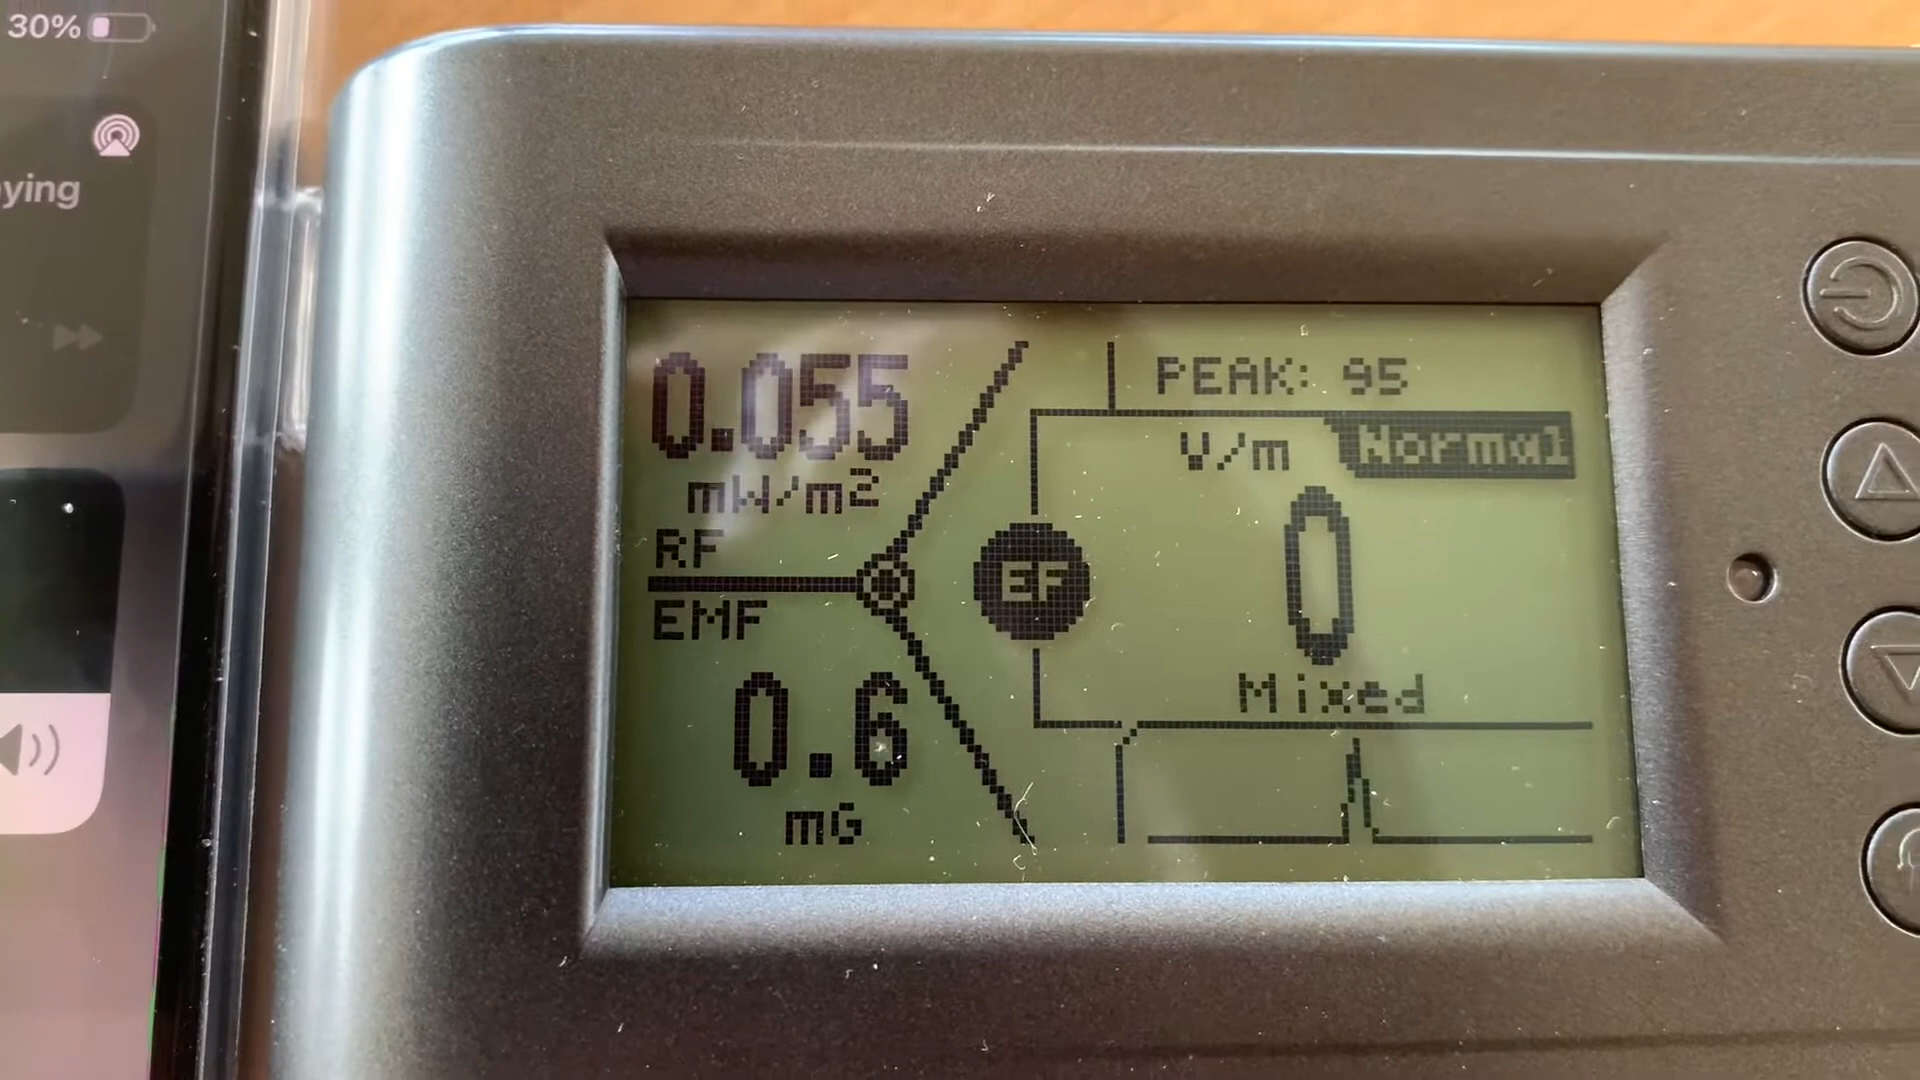 30%
ying
0.055
mW/m²
RF
EMF
0.6
mG
PEAK: 95
V/m
Normal
EF
0
Mixed